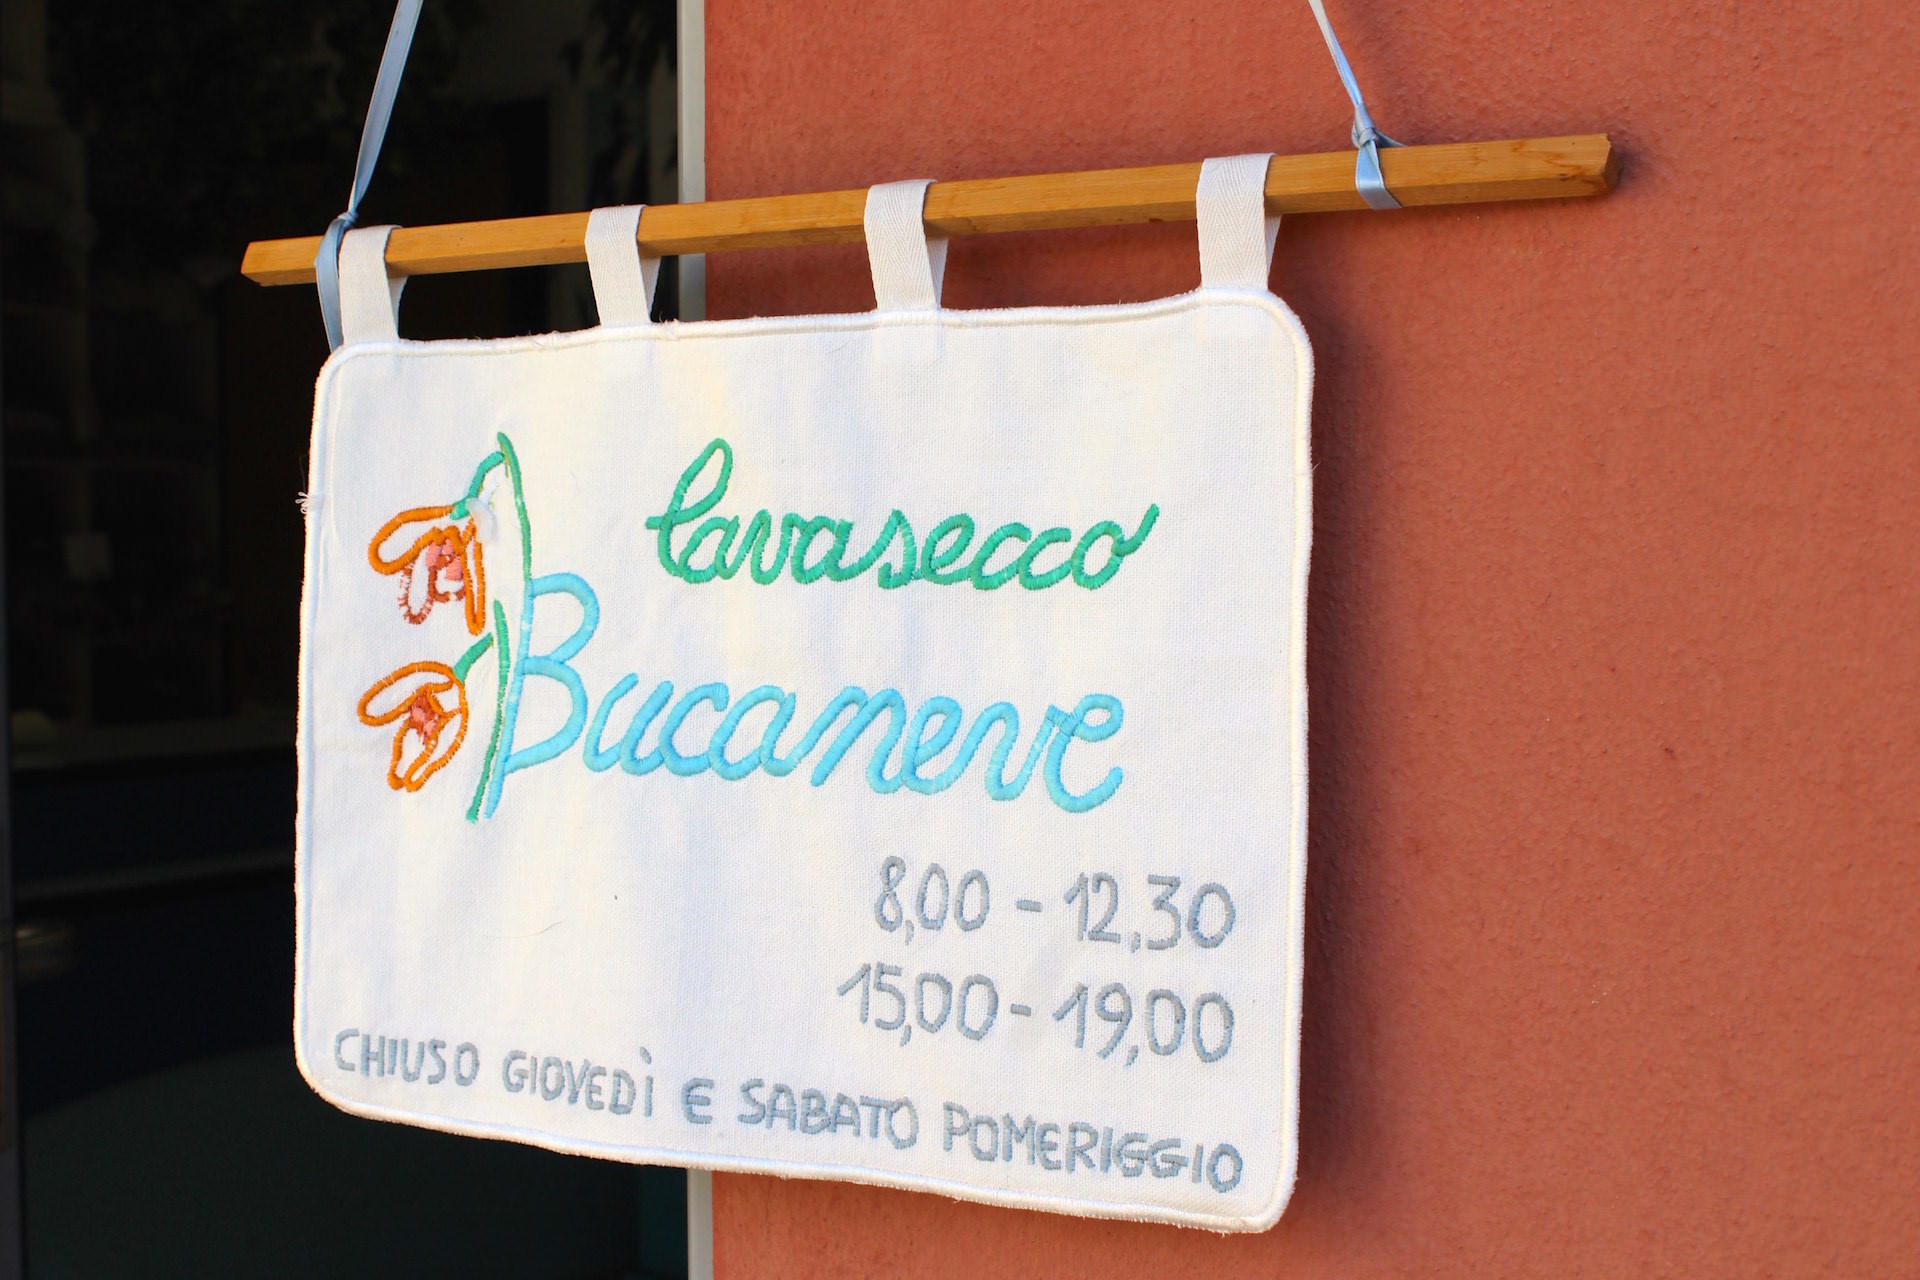 lavasecco
Bucaneve
8,00 - 12,30
15,00 - 19,00
CHIUSO GIOVEDÌ E SABATO POMERIGGIO